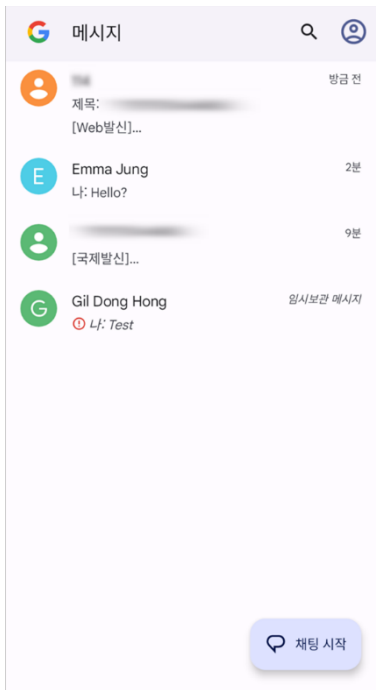 메시지
방금 전
제목:
[Web발신]...
E
Emma Jung
2분
나: Hello?
9분
[국제발신]...
G
Gil Dong Hong
임시보관 메시지
나: Test
채팅 시작